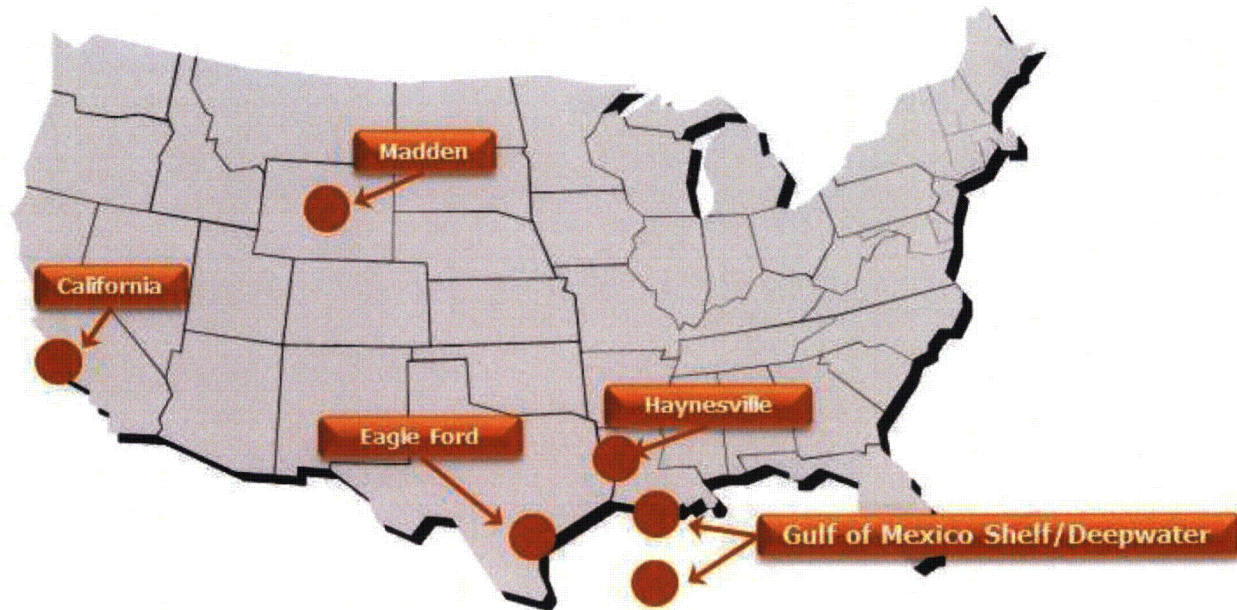 Madden
California
Haynesville
Eagle Ford
Gulf of Mexico Shelf/Deepwater